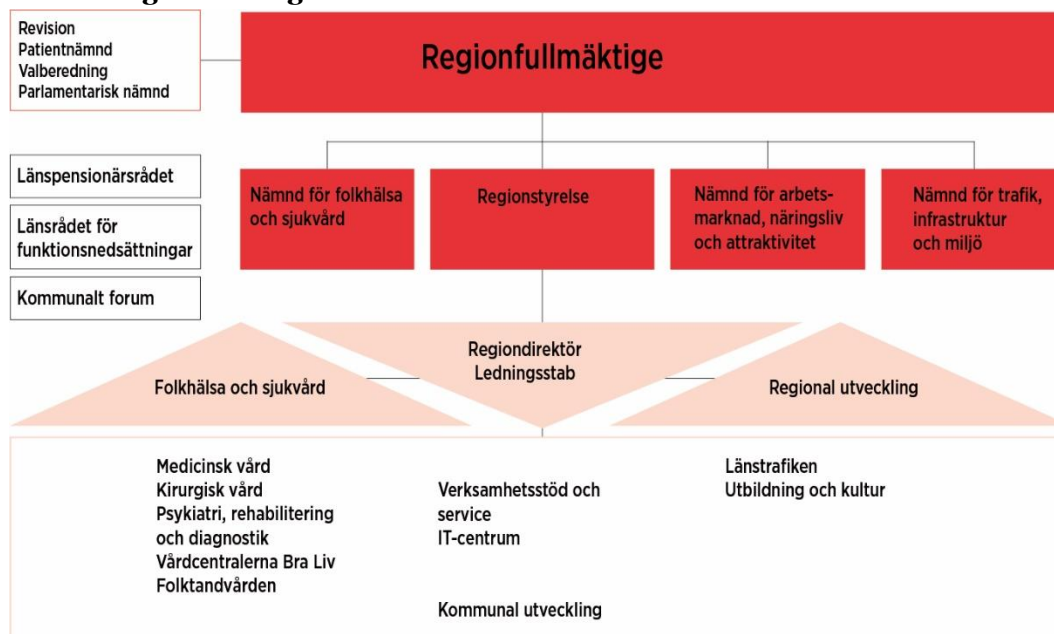 Revision
Patientnämnd
Valberedning
Parlamentarisk nämnd
Regionfullmäktige
Länspensionärsrådet
Länsrådet för
funktionsnedsättningar
Kommunalt forum
Nämnd för folkhälsa
och sjukvård
Regionstyrelse
Nämnd för arbets-
marknad, näringsliv
och attraktivitet
Nämnd för trafik,
infrastruktur
och miljö
Folkhälsa och sjukvård
Regiondirektör
Ledningsstab
Regional utveckling
Medicinsk vård
Kirurgisk vård
Psykiatri, rehabilitering
och diagnostik
Vårdcentralerna Bra Liv
Folktandvården
Verksamhetsstöd och
service
IT-centrum
Kommunal utveckling
Länstrafiken
Utbildning och kultur